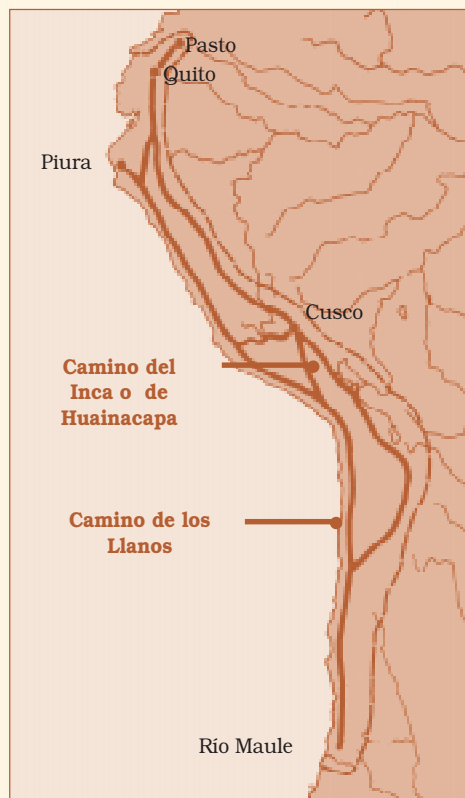 Pasto
Quito
Piura
Cusco
Camino del
Inca o  de
Huainacapa
Camino de los
Llanos
Río Maule